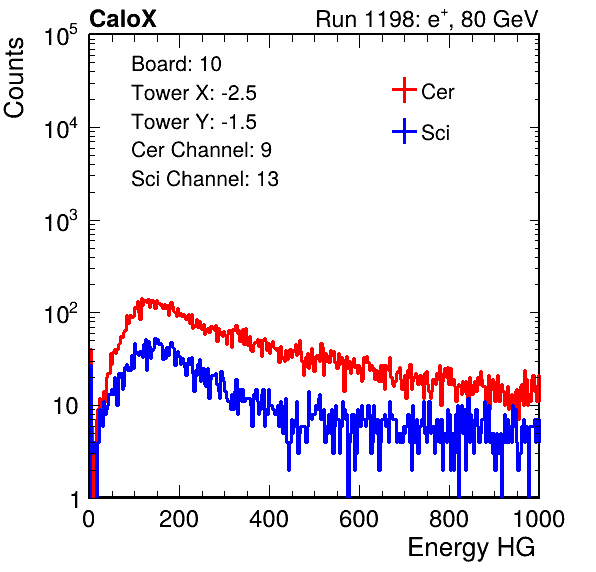 CaloX Run 1198: e⁺, 80 GeV
Counts
Board: 10
Tower X: -2.5
Tower Y: -1.5
Cer Channel: 9
Sci Channel: 13
Cer
Sci
10⁵
10⁴
10³
10²
10
1
0 200 400 600 800 1000
Energy HG